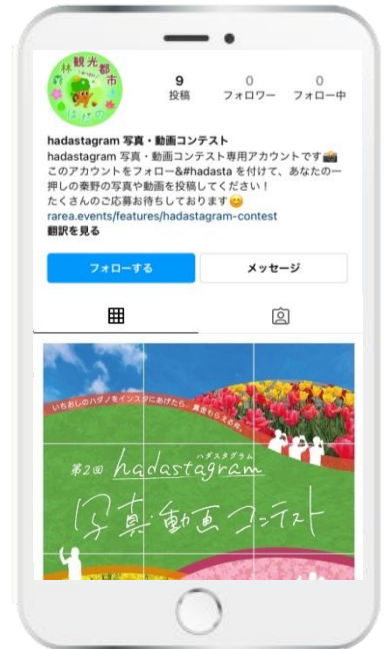 林観光都市
はだの
9
投稿
0
フォロワー
0
フォロー中
hadastagram 写真・動画コンテスト
hadastagram 写真・動画コンテスト専用アカウントです📸
このアカウントをフォロー&#hadasta を付けて、あなたの一
押しの秦野の写真や動画を投稿してください!
たくさんのご応募お待ちしております😊
rarea.events/features/hadastagram-contest
翻訳を見る
フォローする
メッセージ
いちおしのハダノをインスタにあげたら、賞金もらえる時。
ハダスタグラム
第2回 hadastagram
写真・動画コンテスト